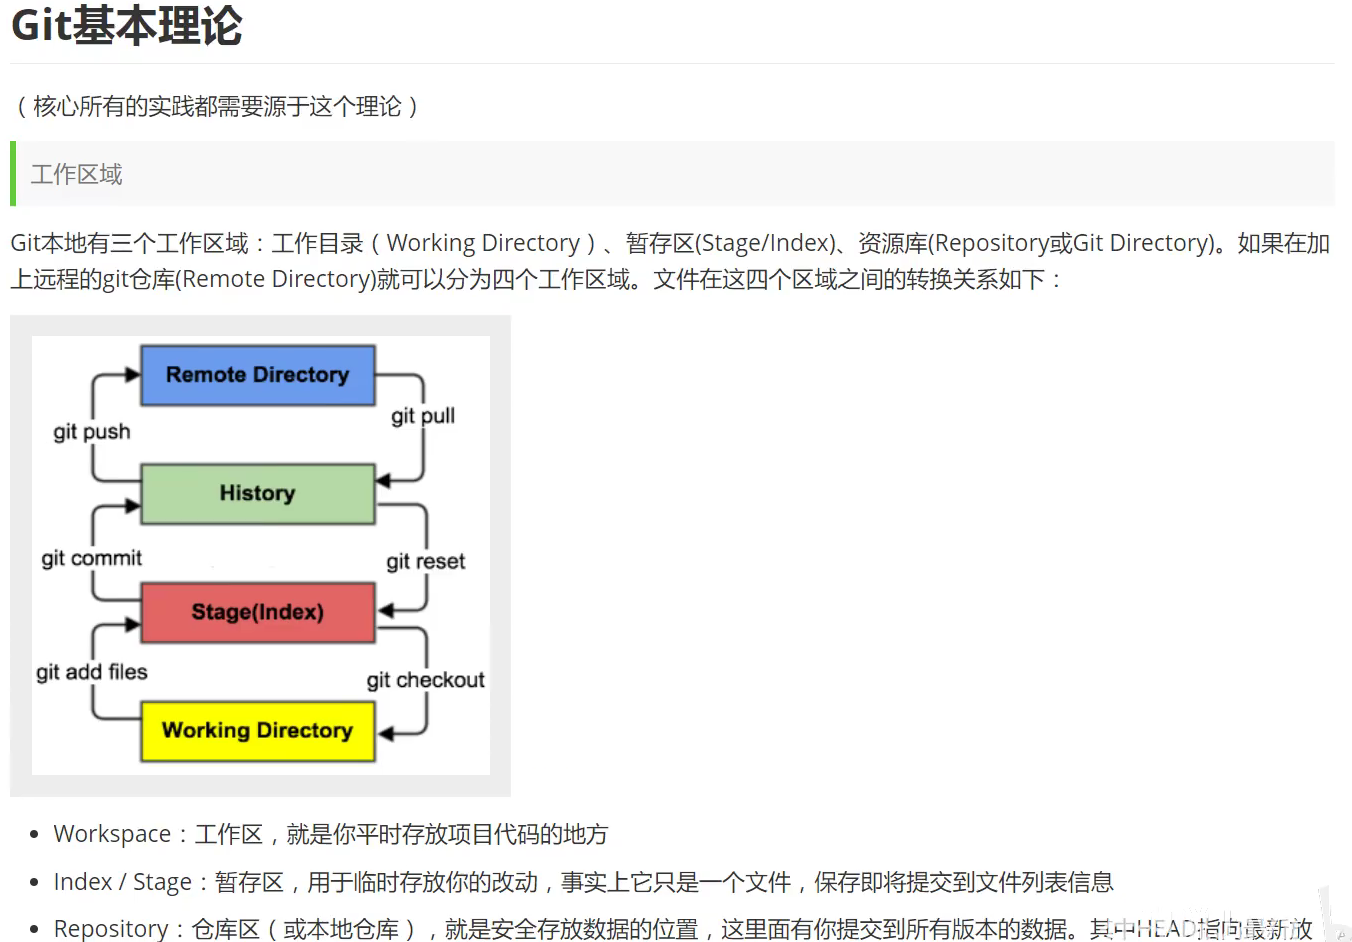 Git基本理论
（核心所有的实践都需要源于这个理论）
工作区域
Git本地有三个工作区域：工作目录（Working Directory）、暂存区(Stage/Index)、资源库(Repository或Git Directory)。如果在加
上远程的git仓库(Remote Directory)就可以分为四个工作区域。文件在这四个区域之间的转换关系如下：
Remote Directory
git pull
git push
History
git commit
git reset
Stage(Index)
git add files
git checkout
Working Directory
Workspace：工作区，就是你平时存放项目代码的地方
Index / Stage：暂存区，用于临时存放你的改动，事实上它只是一个文件，保存即将提交到文件列表信息
Repository：仓库区（或本地仓库），就是安全存放数据的位置，这里面有你提交到所有版本的数据。其中HEAD指向最新放